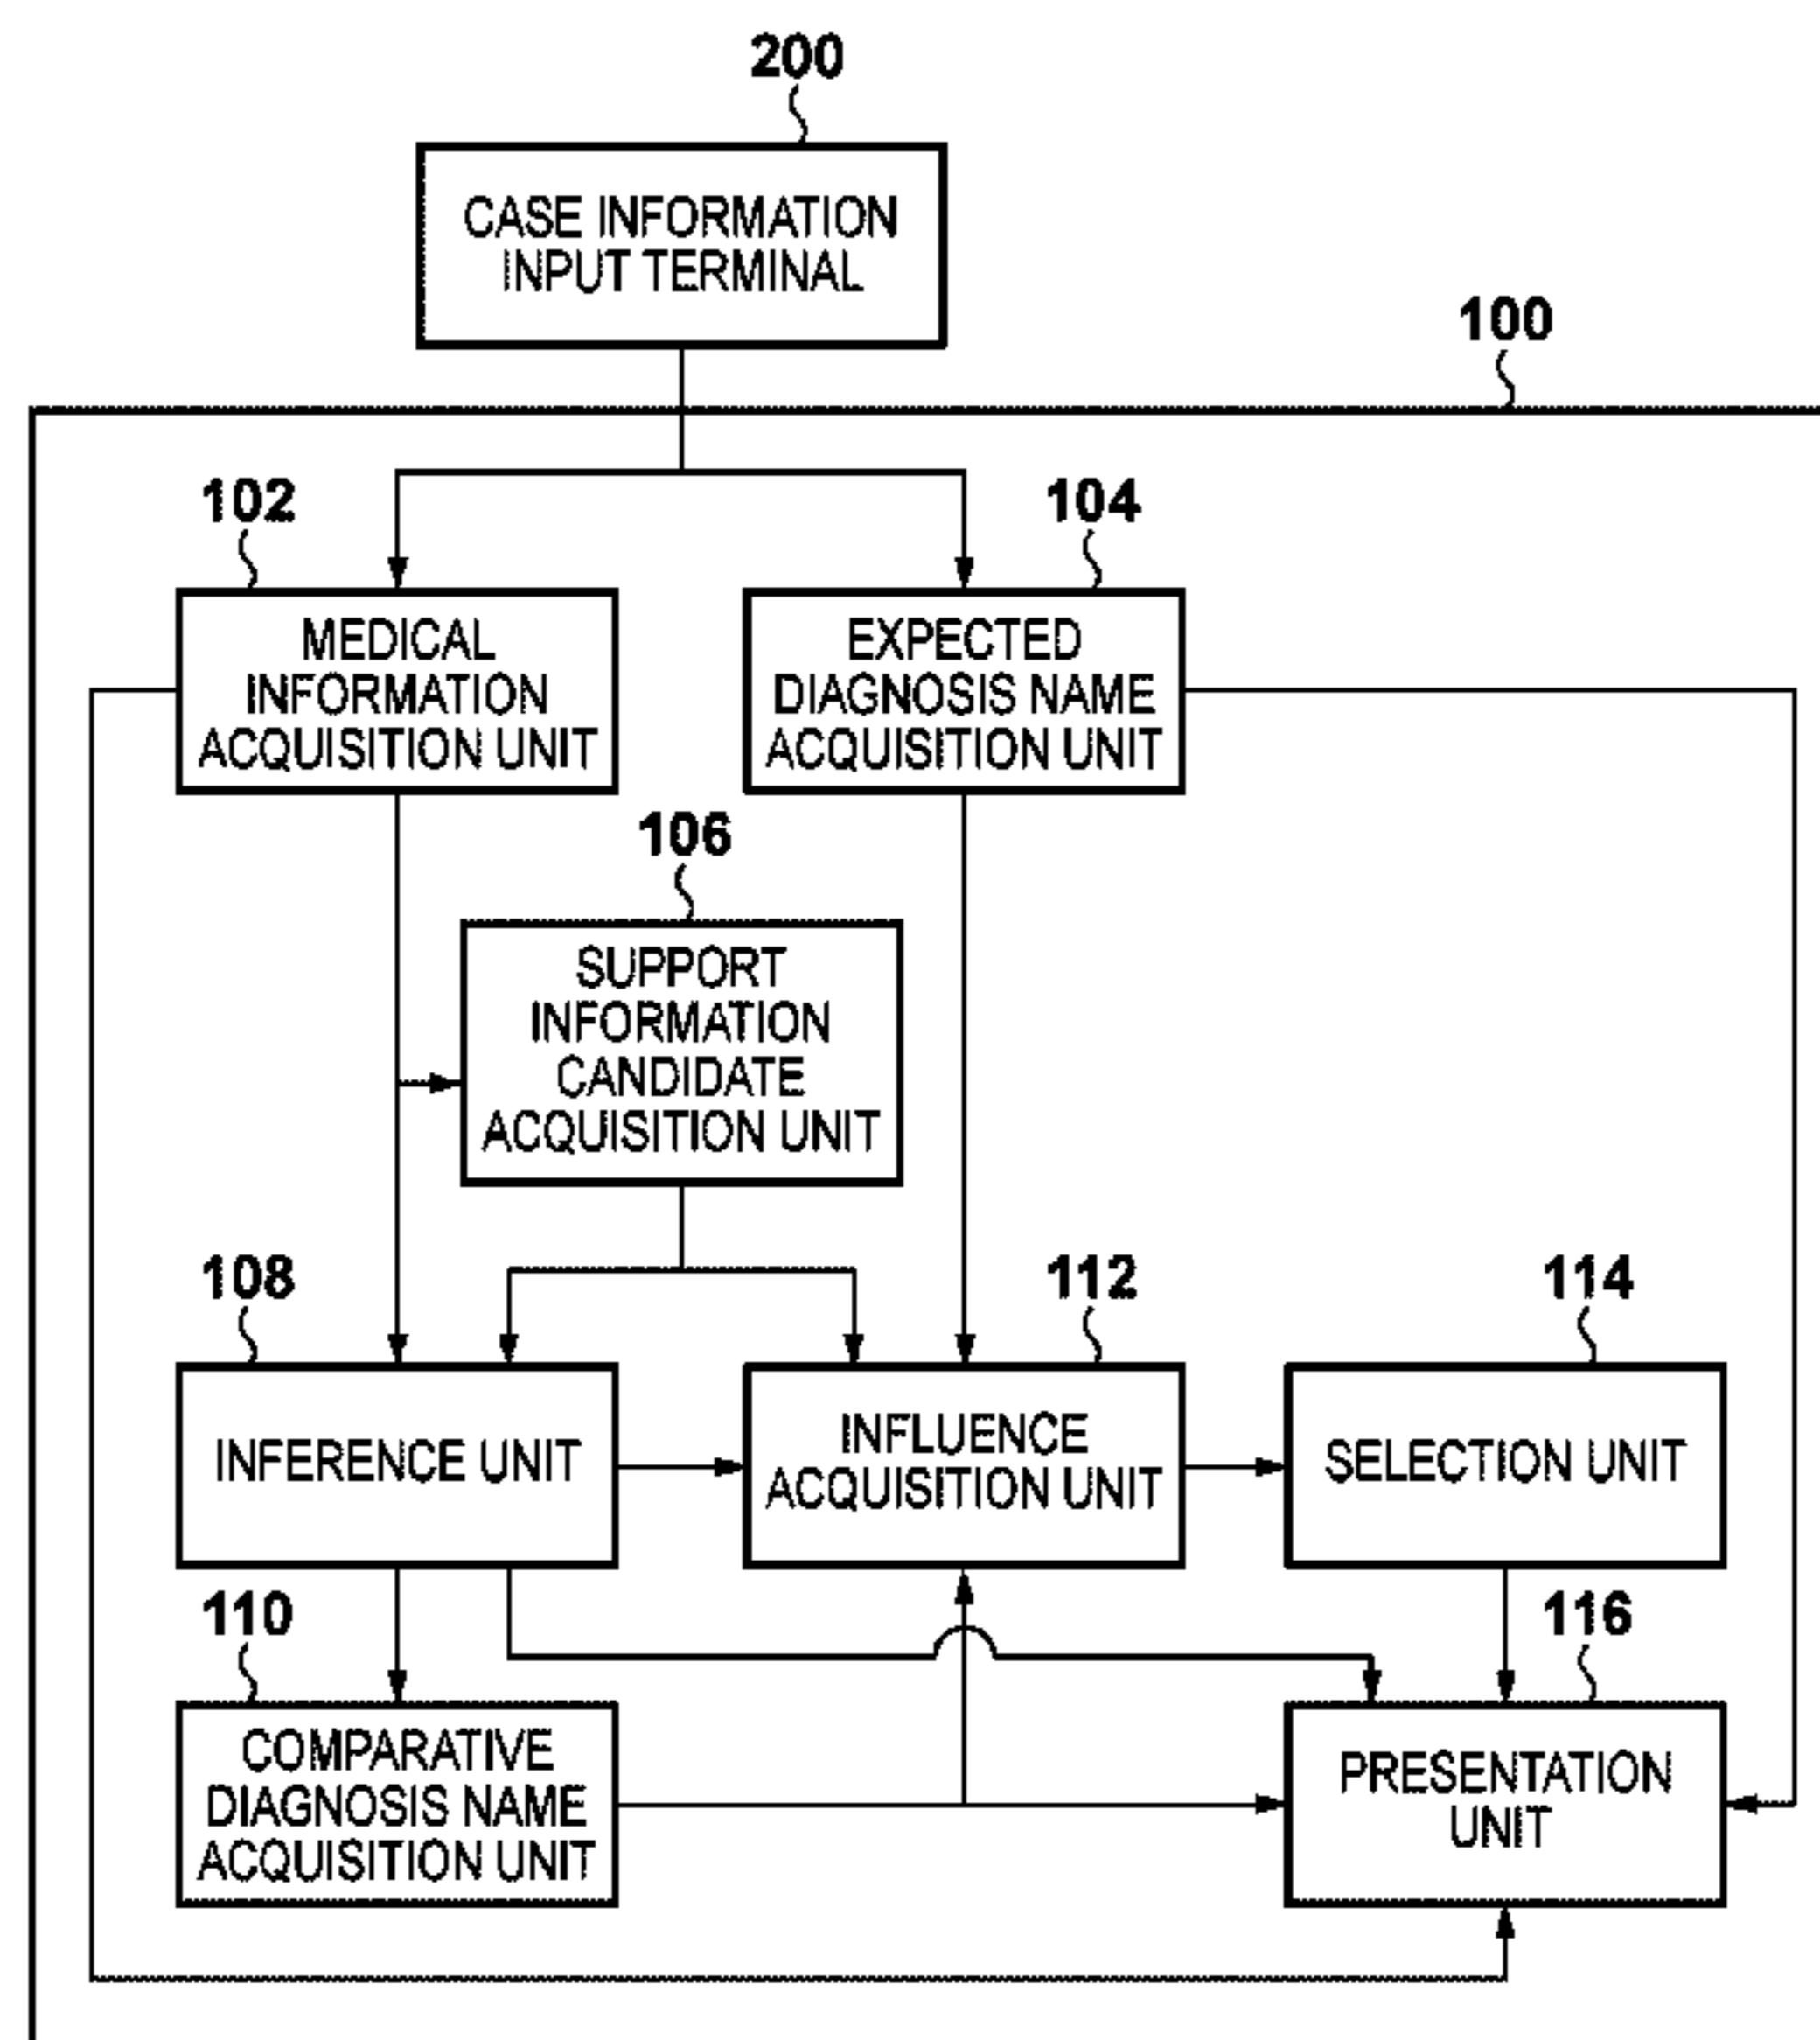 200
CASE INFORMATION
INPUT TERMINAL
100
102
104
MEDICAL
INFORMATION
ACQUISITION UNIT
EXPECTED
DIAGNOSIS NAME
ACQUISITION UNIT
106
SUPPORT
INFORMATION
CANDIDATE
ACQUISITION UNIT
108
112
114
INFERENCE UNIT
INFLUENCE
ACQUISITION UNIT
SELECTION UNIT
110
116
COMPARATIVE
DIAGNOSIS NAME
ACQUISITION UNIT
PRESENTATION
UNIT